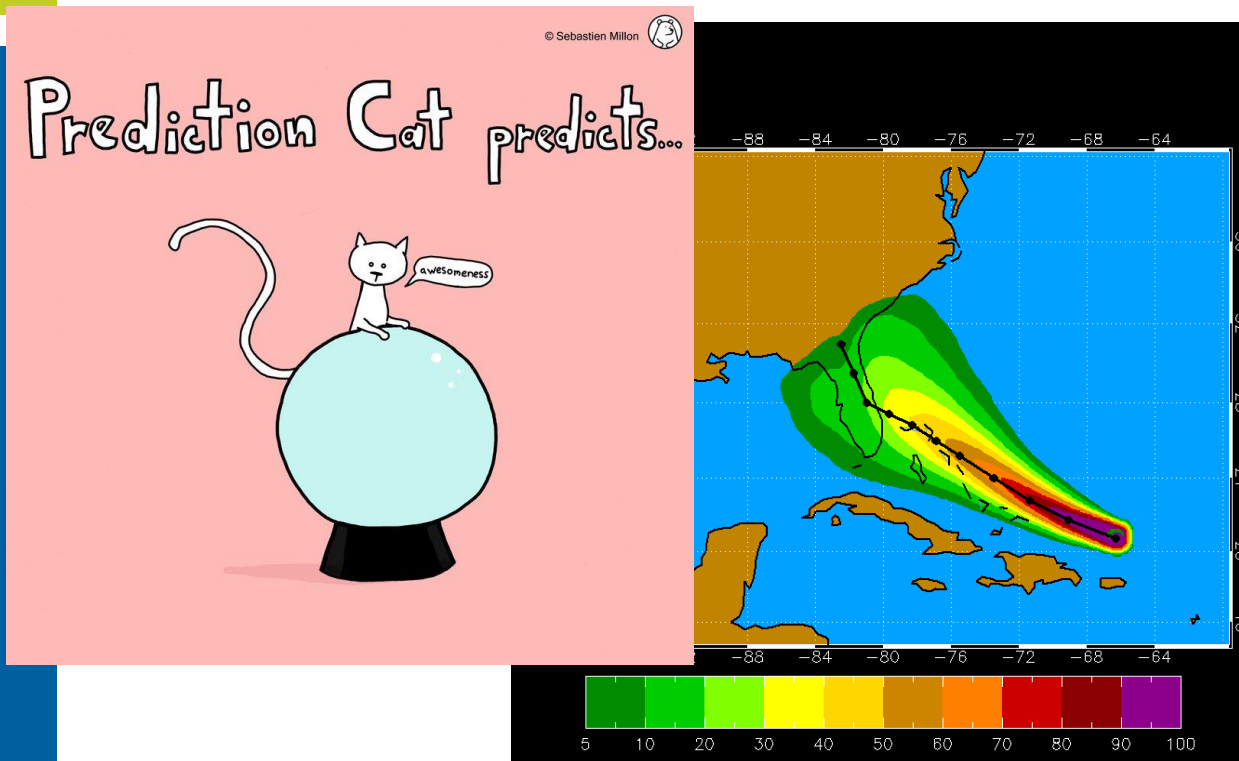 © Sebastien Millon
Prediction Cat predicts...
awesomeness
-88 -84 -80 -76 -72 -68 -64
-88 -84 -80 -76 -72 -68 -64
5 10 20 30 40 50 60 70 80 90 100